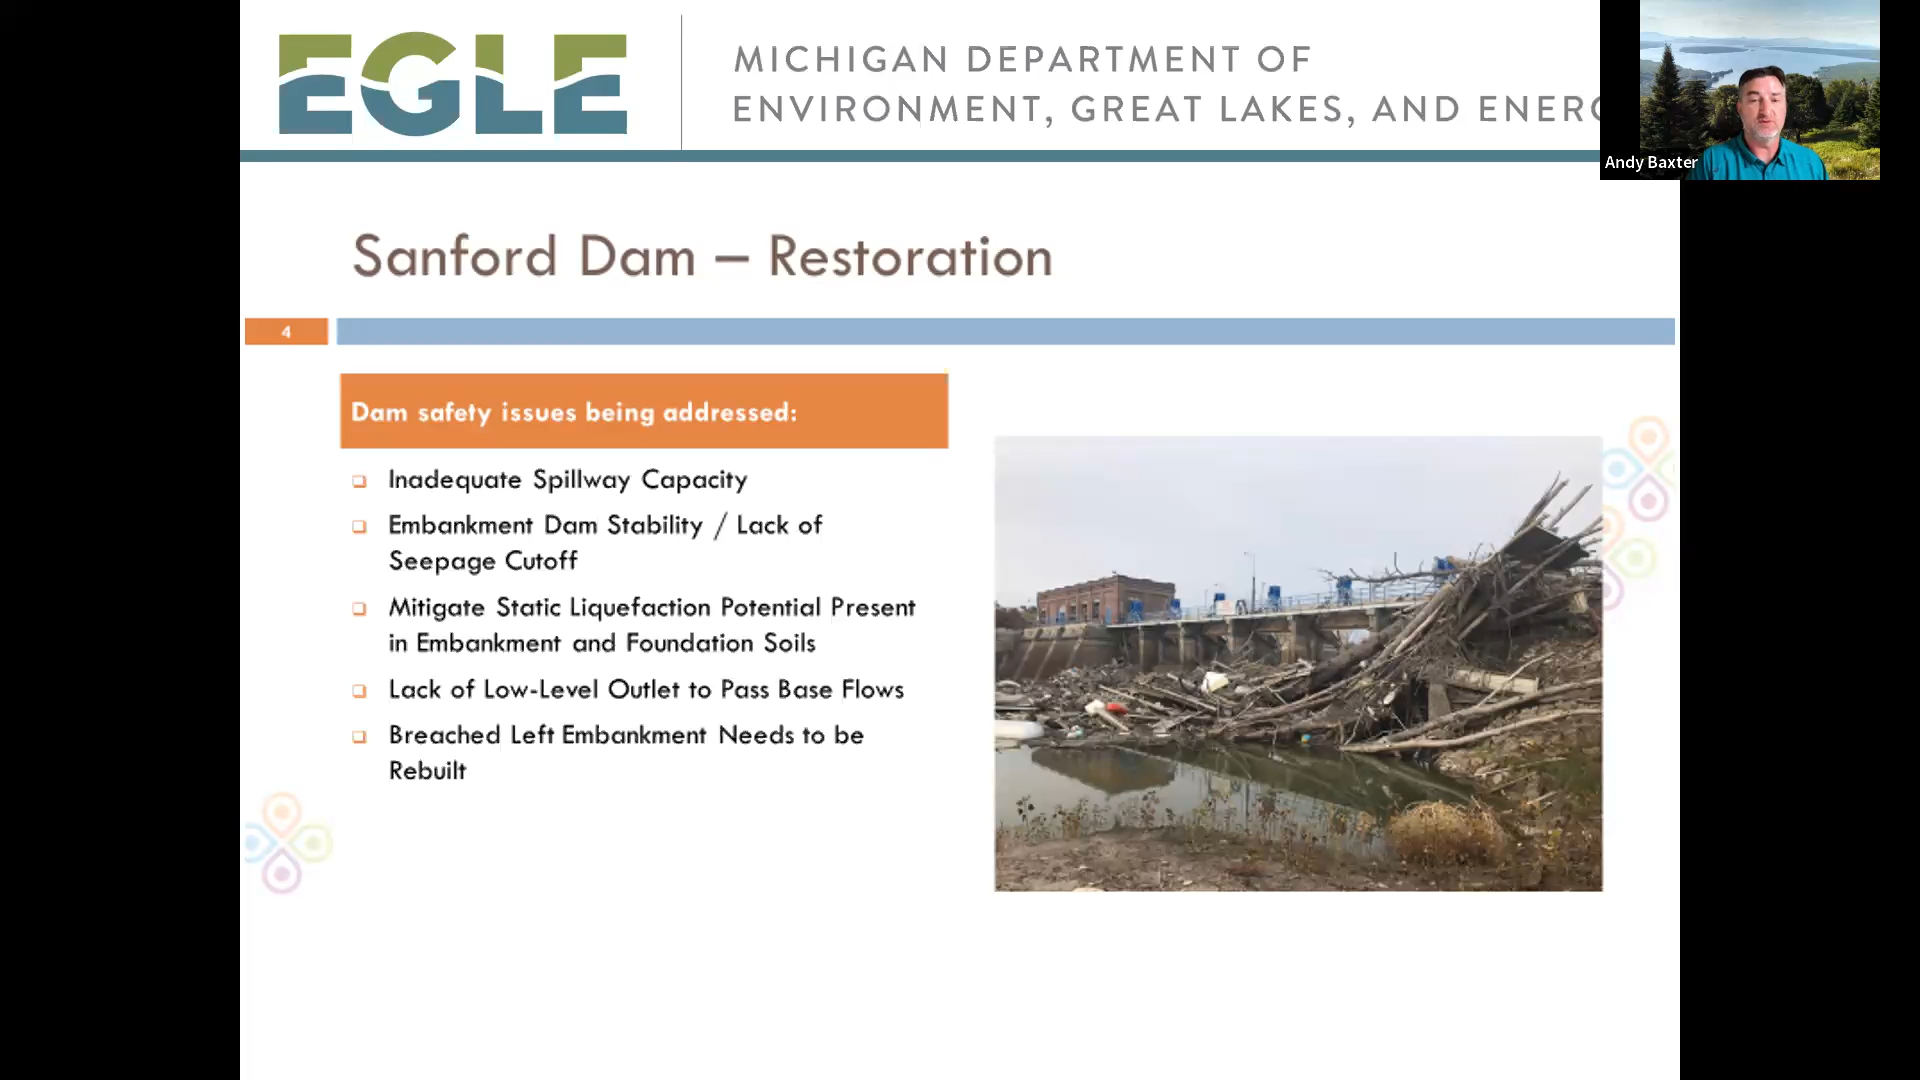 EGLE
MICHIGAN DEPARTMENT OF
ENVIRONMENT, GREAT LAKES, AND ENERG
Andy Baxter
Sanford Dam – Restoration
4
Dam safety issues being addressed:
Inadequate Spillway Capacity
Embankment Dam Stability / Lack of
Seepage Cutoff
Mitigate Static Liquefaction Potential Present
in Embankment and Foundation Soils
Lack of Low-Level Outlet to Pass Base Flows
Breached Left Embankment Needs to be
Rebuilt